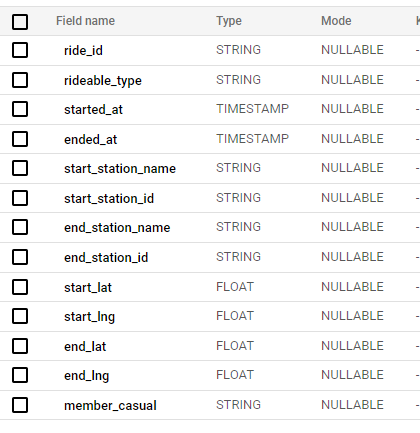 Field name Type Mode
ride_id STRING NULLABLE -
rideable_type STRING NULLABLE -
started_at TIMESTAMP NULLABLE -
ended_at TIMESTAMP NULLABLE -
start_station_name STRING NULLABLE -
start_station_id STRING NULLABLE -
end_station_name STRING NULLABLE -
end_station_id STRING NULLABLE -
start_lat FLOAT NULLABLE -
start_lng FLOAT NULLABLE -
end_lat FLOAT NULLABLE -
end_lng FLOAT NULLABLE -
member_casual STRING NULLABLE -